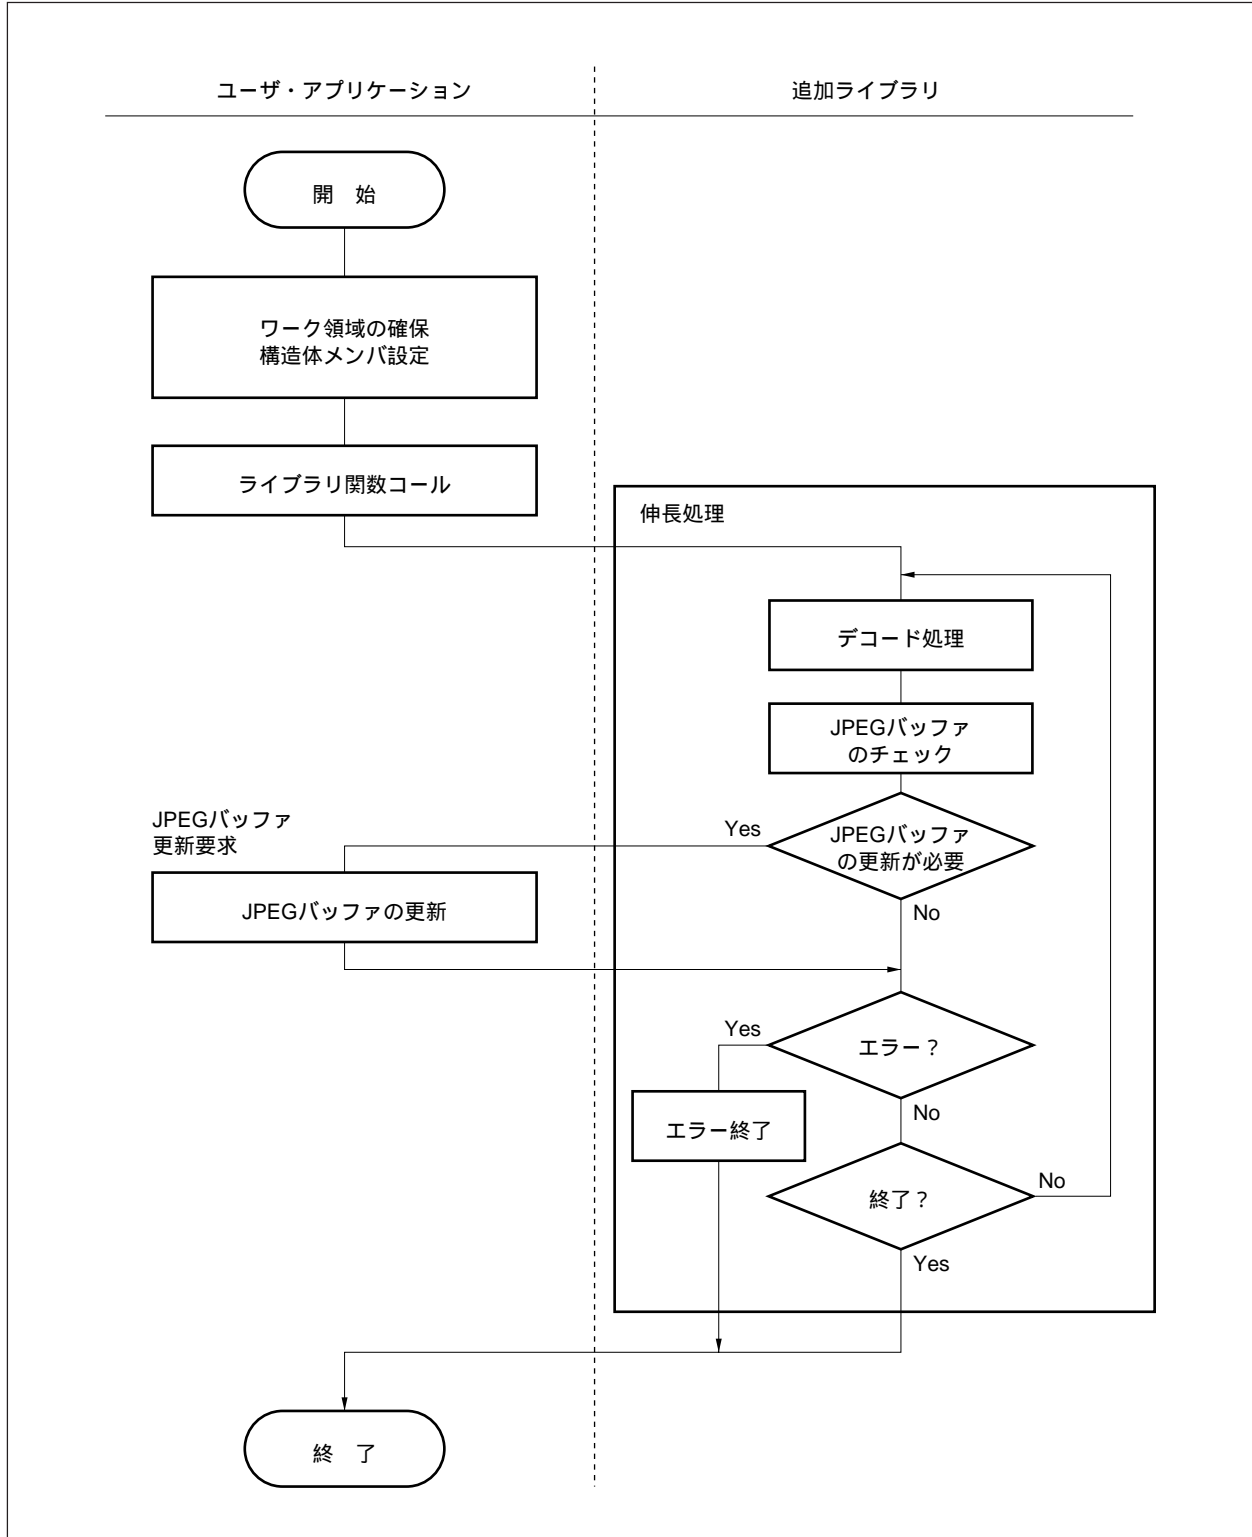 ユーザ・アプリケーション
追加ライブラリ
開　始
ワーク領域の確保
構造体メンバ設定
ライブラリ関数コール
伸長処理
デコード処理
JPEGバッファ
のチェック
JPEGバッファ
更新要求
Yes
JPEGバッファ
の更新が必要
JPEGバッファの更新
No
Yes
エラー？
エラー終了
No
終了？
No
Yes
終　了